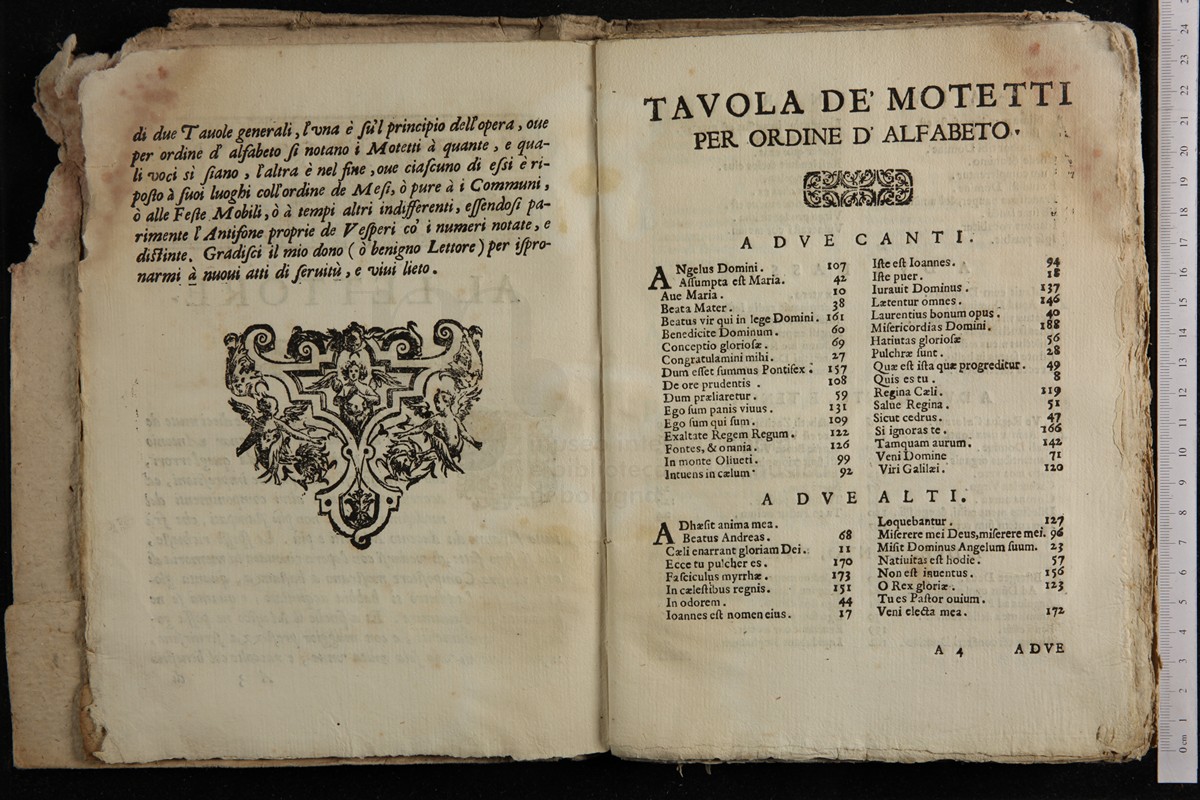 di due Tauole generali, l'vna è sù'l principio dell'opera, oue
per ordine d' alfabeto si notano i Motetti à quante, e qua-
li voci si siano, l'altra è nel fine, oue ciascuno di essi è ri-
posto à suoi luoghi coll'ordine de Mesi, ò pure à i Communi,
ò alle Feste Mobili, ò à tempi altri indifferenti, essendosi pa-
rimente l'Antifone proprie de Vesperi co' i numeri notate, e
distinte. Gradisci il mio dono (ò benigno Lettore) per ispro-
narmi à nuoui atti di seruitù, e viui lieto.
TAVOLA DE' MOTETTI
PER ORDINE D' ALFABETO.
A DVE CANTI.
ANgelus Domini. 107
Assumpta est Maria. 42
Aue Maria. 10
Beata Mater. 38
Beatus vir qui in lege Domini. 161
Benedicite Dominum. 60
Conceptio gloriosæ. 69
Congratulamini mihi. 27
Dum esset summus Pontifex. 157
De ore prudentis. 108
Dum præliaretur. 59
Ego sum panis viuus. 131
Ego sum qui sum. 109
Exaltate Regem Regum. 122
Fontes, & omnia. 126
In monte Oliueti. 99
Intuens in cælum. 92
Iste est Ioannes. 94
Iste puer. 18
Iurauit Dominus. 137
Lætentur omnes. 146
Laurentius bonum opus. 40
Misericordias Domini. 188
Natiuitas gloriosæ 56
Pulchræ sunt. 28
Quæ est ista quæ progreditur. 49
Quis es tu. 8
Regina Cæli. 119
Salue Regina. 51
Sicut cedrus. 47
Si ignoras te. 166
Tamquam aurum. 142
Veni Domine 71
Viri Galilæi. 120
A DVE ALTI.
ADhæsit anima mea.
Beatus Andreas. 68
Cæli enarrant gloriam Dei. 11
Ecce tu pulcher es. 170
Fasciculus myrrhæ. 173
In cælestibus regnis. 151
In odorem. 44
Ioannes est nomen eius. 17
Loquebantur. 127
Miserere mei Deus, miserere mei. 96
Misit Dominus Angelum suum. 23
Natiuitas est hodie. 57
Non est inuentus. 156
O Rex gloriæ. 123
Tu es Pastor ouium.
Veni electa mea. 172
A 4 A DVE